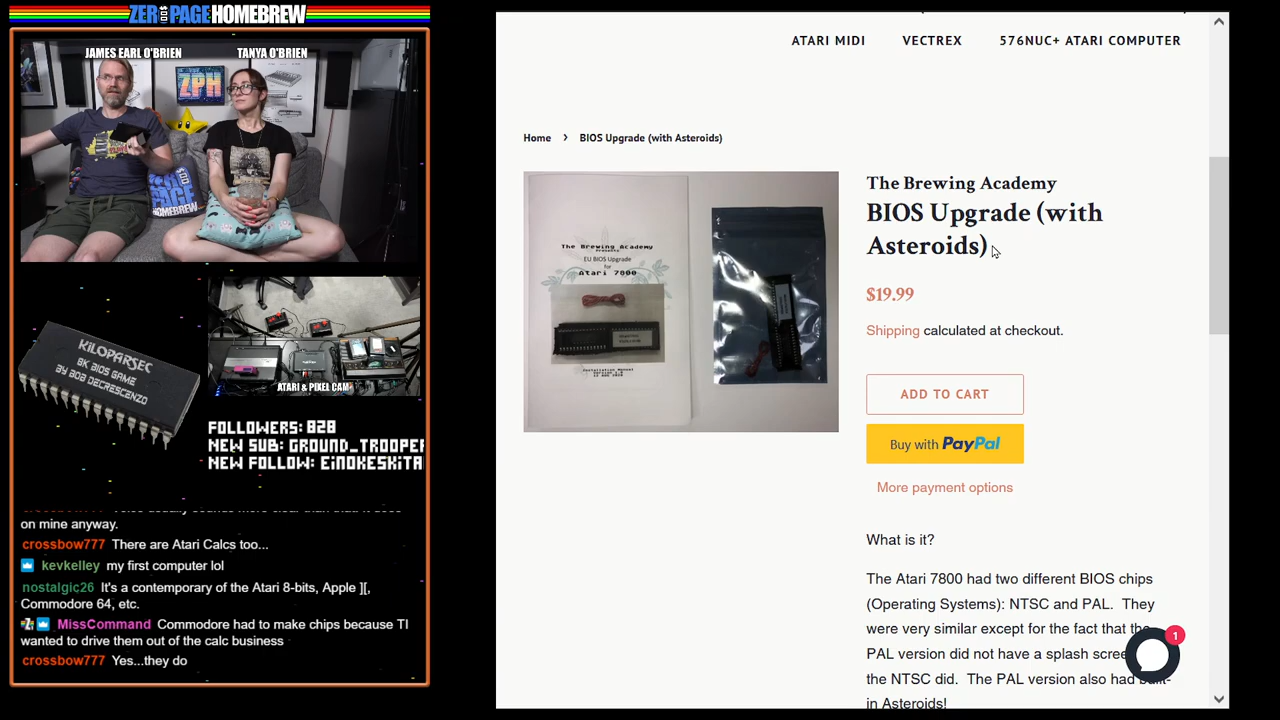 ZERO PAGE HOMEBREW
JAMES EARL O'BRIEN
TANYA O'BRIEN
ZPH
PAGE
HOMEBREW
KILOPARSEC
8K BIOS GAME
BY BOB DECRESCENZO
ATARI & PIXEL CAM
FOLLOWERS: 828
NEW SUB: GROUND_TROOPER
NEW FOLLOW: EINOKESKITA
on mine anyway.
crossbow777 There are Atari Calcs too...
kevkelley my first computer lol
nostalgic26 It's a contemporary of the Atari 8-bits, Apple ][,
Commodore 64, etc.
MissCommand Commodore had to make chips because TI
wanted to drive them out of the calc business
crossbow777 Yes...they do
ATARI MIDI VECTREX 576NUC+ ATARI COMPUTER
Home › BIOS Upgrade (with Asteroids)
The Brewing Academy
Presents
EU BIOS Upgrade
for
Atari 7800
Installation Manual
The Brewing Academy
BIOS Upgrade (with
Asteroids)
$19.99
Shipping calculated at checkout.
ADD TO CART
Buy with PayPal
More payment options
What is it?
The Atari 7800 had two different BIOS chips
(Operating Systems): NTSC and PAL. They
were very similar except for the fact that the
PAL version did not have a splash scre
the NTSC did. The PAL version also had built-
in Asteroids!
1